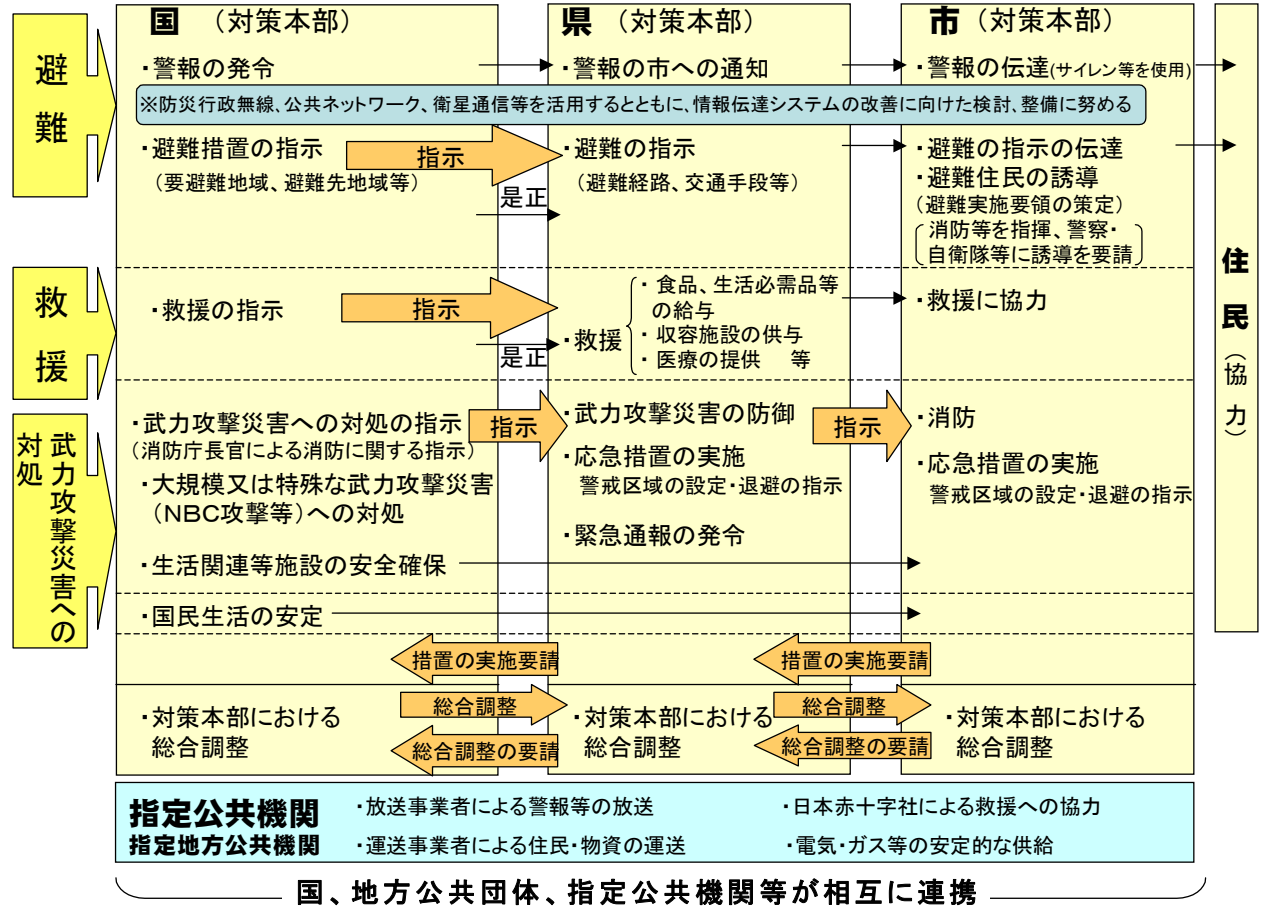 国（対策本部）
県（対策本部）
市（対策本部）
避難
・警報の発令
・警報の市への通知
・警報の伝達(サイレン等を使用)
※防災行政無線、公共ネットワーク、衛星通信等を活用するとともに、情報伝達システムの改善に向けた検討、整備に努める
・避難措置の指示
（要避難地域、避難先地域等）
指示
是正
・避難の指示
（避難経路、交通手段等）
・避難の指示の伝達
・避難住民の誘導
（避難実施要領の策定）
消防等を指揮、警察・
自衛隊等に誘導を要請
救援
・救援の指示
指示
是正
・救援
・食品、生活必需品等
の給与
・収容施設の供与
・医療の提供　等
・救援に協力
武力攻撃災害への
対処
・武力攻撃災害への対処の指示
（消防庁長官による消防に関する指示）
・大規模又は特殊な武力攻撃災害
（NBC攻撃等）への対処
・生活関連等施設の安全確保
・国民生活の安定
指示
・武力攻撃災害の防御
・応急措置の実施
警戒区域の設定・退避の指示
・緊急通報の発令
指示
・消防
・応急措置の実施
警戒区域の設定・退避の指示
住民（協力）
措置の実施要請
措置の実施要請
・対策本部における
総合調整
総合調整
総合調整の要請
・対策本部における
総合調整
総合調整
総合調整の要請
・対策本部における
総合調整
指定公共機関
指定地方公共機関
・放送事業者による警報等の放送
・日本赤十字社による救援への協力
・運送事業者による住民・物資の運送
・電気・ガス等の安定的な供給
国、地方公共団体、指定公共機関等が相互に連携